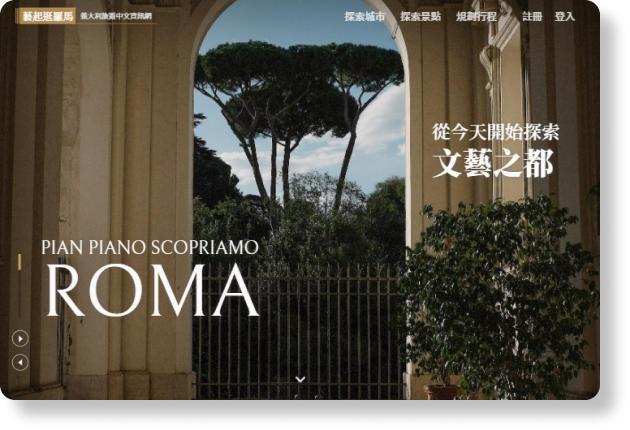 藝起逛羅馬 義大利旅遊中文資訊網 探索城市 探索景點 規劃行程 註冊 登入
從今天開始探索
文藝之都
PIAN PIANO SCOPRIAMO
ROMA